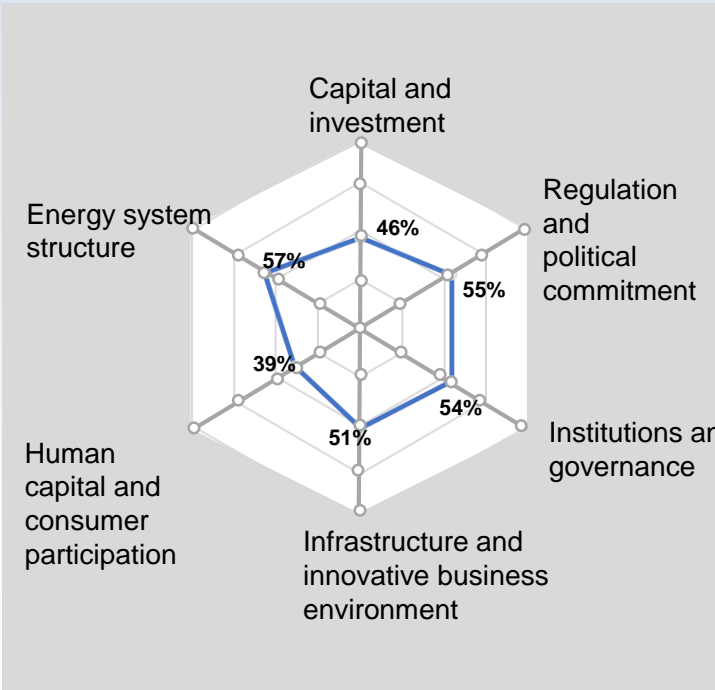 Capital and
investment
46%
Regulation
and
political
commitment
55%
Energy system
structure
57%
39%
54%
51%
Institutions
governance
Human
capital and
consumer
participation
Infrastructure and
innovative business
environment